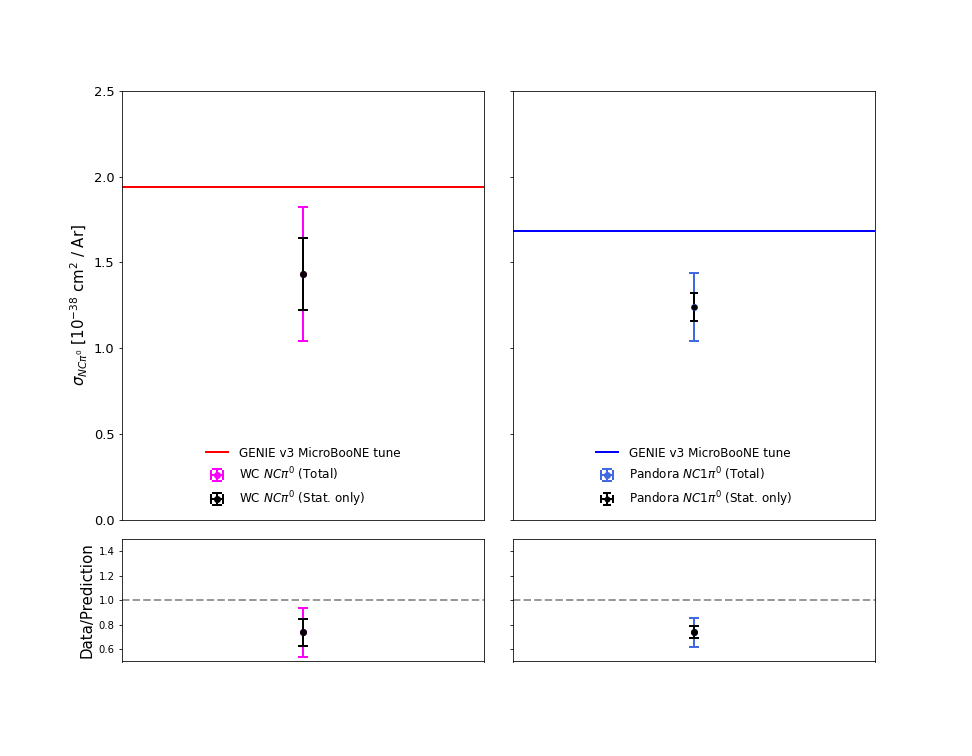 2.5
2.0
1.5
1.0
0.5
0.0
σ_{NCπ⁰} [10⁻³⁸ cm² / Ar]
GENIE v3 MicroBooNE tune
WC NCπ⁰ (Total)
WC NCπ⁰ (Stat. only)
GENIE v3 MicroBooNE tune
Pandora NC1π⁰ (Total)
Pandora NC1π⁰ (Stat. only)
1.4
1.2
1.0
0.8
0.6
Data/Prediction